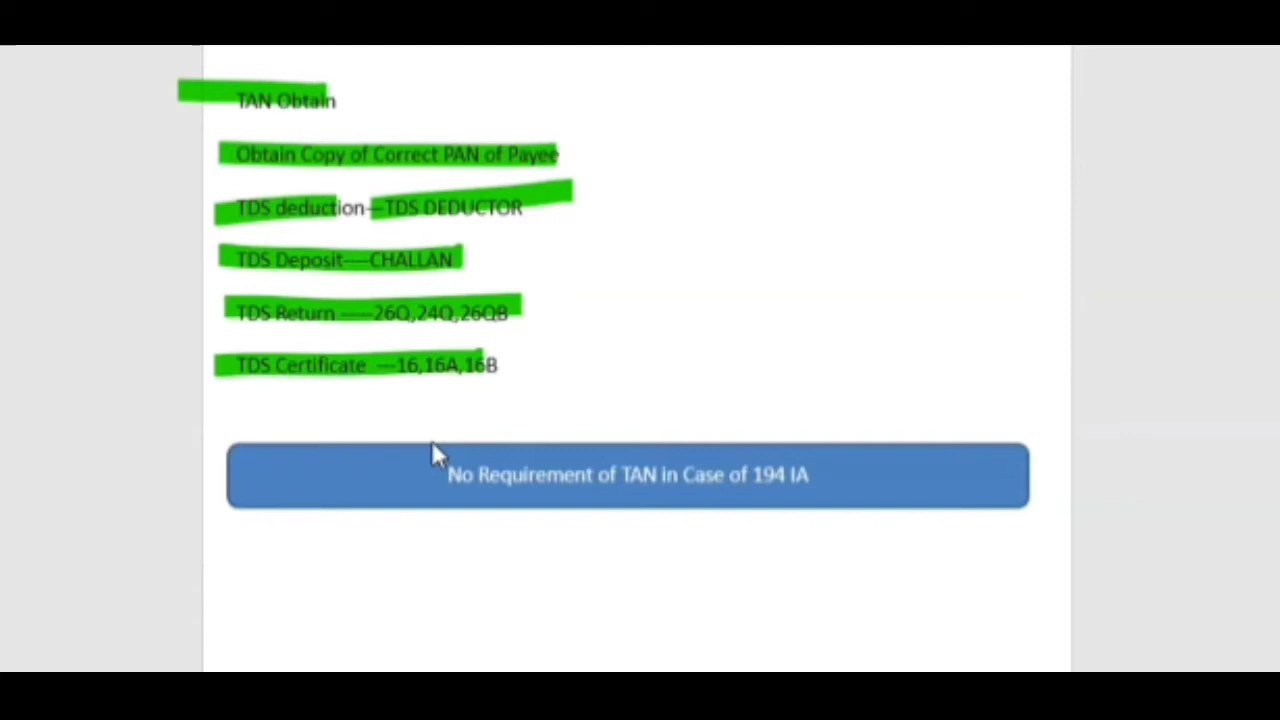 TAN Obtain
Obtain Copy of Correct PAN of Payee
TDS deduction—TDS DEDUCTOR
TDS Deposit----CHALLAN
TDS Return -----26Q,24Q,26QB
TDS Certificate ---16,16A,16B
No Requirement of TAN in Case of 194 IA